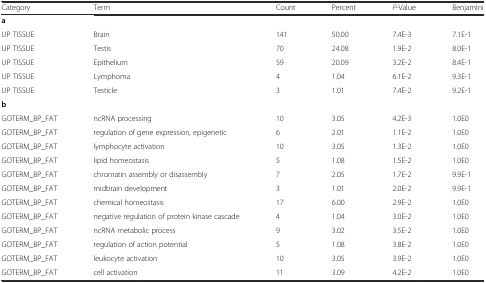 Category Term Count Percent P-Value Benjamini
a
UP TISSUE Brain 141 50.00 7.4E-3 7.1E-1
UP TISSUE Testis 70 24.08 1.9E-2 8.0E-1
UP TISSUE Epithelium 59 20.09 3.2E-2 8.4E-1
UP TISSUE Lymphoma 4 1.04 6.1E-2 9.3E-1
UP TISSUE Testicle 3 1.01 7.4E-2 9.2E-1
b
GOTERM_BP_FAT ncRNA processing 10 3.05 4.2E-3 1.0E0
GOTERM_BP_FAT regulation of gene expression, epigenetic 6 2.01 1.1E-2 1.0E0
GOTERM_BP_FAT lymphocyte activation 10 3.05 1.3E-2 1.0E0
GOTERM_BP_FAT lipid homeostasis 5 1.08 1.5E-2 1.0E0
GOTERM_BP_FAT chromatin assembly or disassembly 7 2.05 1.7E-2 9.9E-1
GOTERM_BP_FAT midbrain development 3 1.01 2.0E-2 9.9E-1
GOTERM_BP_FAT chemical homeostasis 17 6.00 2.9E-2 1.0E0
GOTERM_BP_FAT negative regulation of protein kinase cascade 4 1.04 3.0E-2 1.0E0
GOTERM_BP_FAT ncRNA metabolic process 9 3.02 3.5E-2 1.0E0
GOTERM_BP_FAT regulation of action potential 5 1.08 3.8E-2 1.0E0
GOTERM_BP_FAT leukocyte activation 10 3.05 3.9E-2 1.0E0
GOTERM_BP_FAT cell activation 11 3.09 4.2E-2 1.0E0